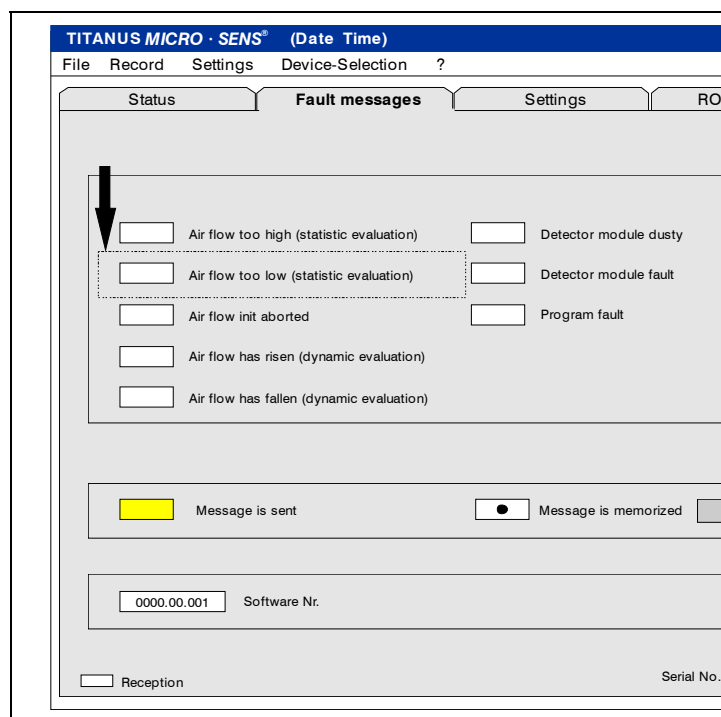 TITANUS MICRO · SENS® (Date Time)
File Record Settings Device-Selection ?
Status Fault messages Settings RO
Air flow too high (statistic evaluation) Detector module dusty
Air flow too low (statistic evaluation) Detector module fault
Air flow init aborted Program fault
Air flow has risen (dynamic evaluation)
Air flow has fallen (dynamic evaluation)
Message is sent Message is memorized
0000.00.001 Software Nr.
Reception Serial No.